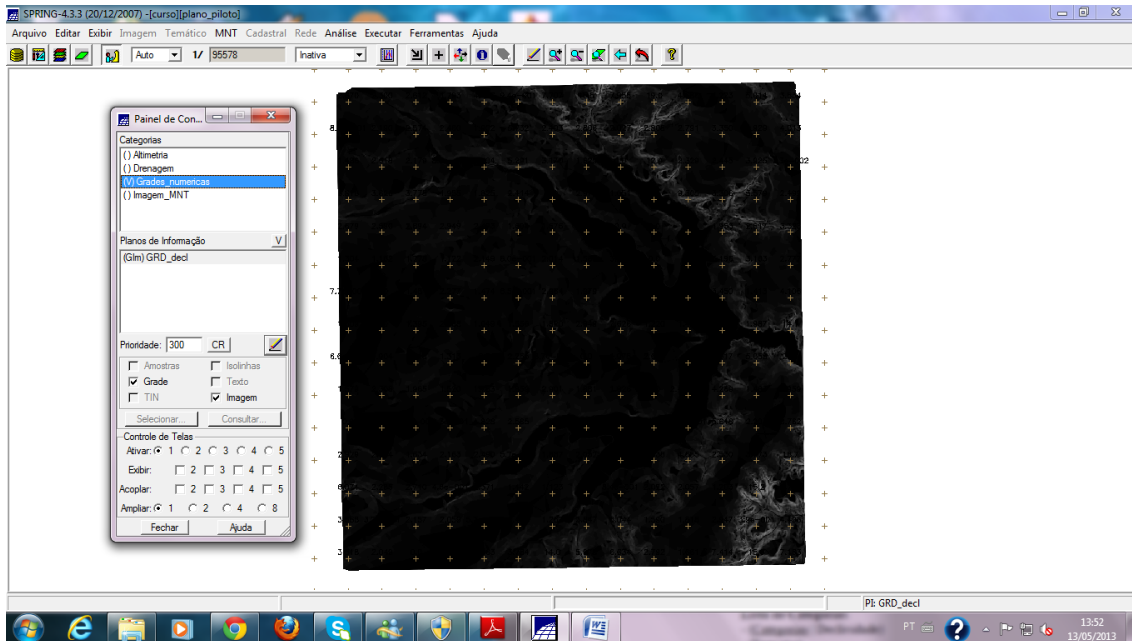 SPRING-4.3.3 (20/12/2007) -[curso][plano_piloto]
Arquivo Editar Exibir Imagem Temático MNT Cadastral Rede Análise Executar Ferramentas Ajuda
Auto 1/ 95578 Inativa
Painel de Con...
Categorias
( ) Altimetria
( ) Drenagem
(V) Grades_numericas
( ) Imagem_MNT
Planos de Informação V
(GIm) GRD_decl
Prioridade: 300 CR
Amostras Isolinhas
Grade Texto
TIN Imagem
Selecionar... Consultar...
Controle de Telas
Ativar: 1 2 3 4 5
Exibir: 2 3 4 5
Acoplar: 2 3 4 5
Ampliar: 1 2 4 8
Fechar Ajuda
PI: GRD_decl
PT
13:52
13/05/2013